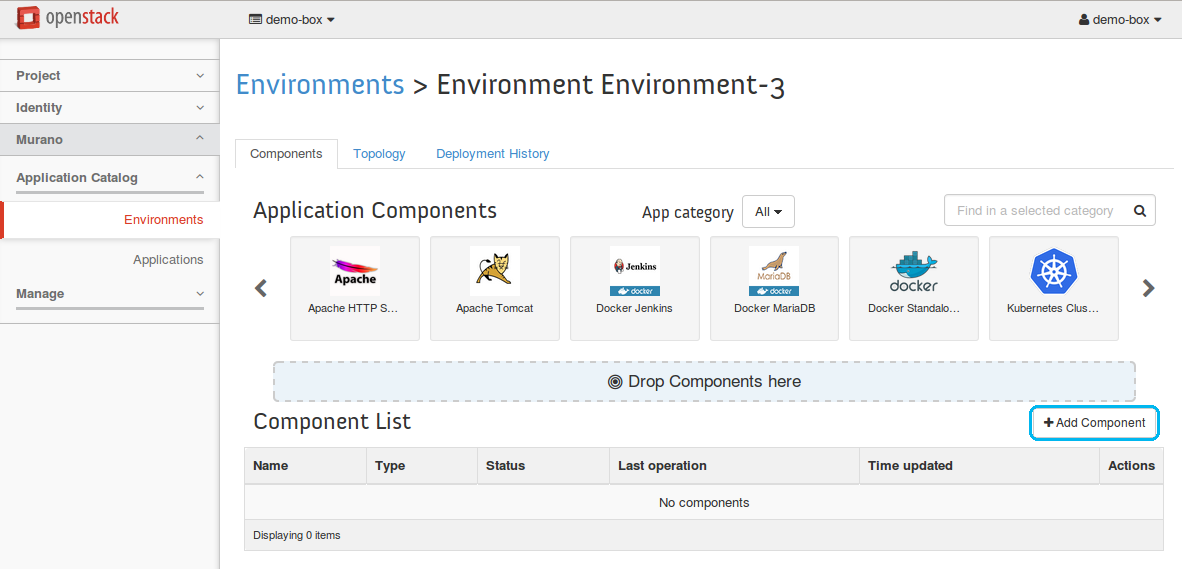 openstack
demo-box
demo-box
Project
Identity
Murano
Application Catalog
Environments
Applications
Manage
Environments > Environment Environment-3
Components
Topology
Deployment History
Application Components
App category
All
Find in a selected category
Apache
Apache HTTP S...
Apache Tomcat
Jenkins
docker
Docker Jenkins
MariaDB
docker
Docker MariaDB
docker
Docker Standalo...
Kubernetes Clus...
Drop Components here
Component List
+ Add Component
Name Type Status Last operation Time updated Actions
No components
Displaying 0 items